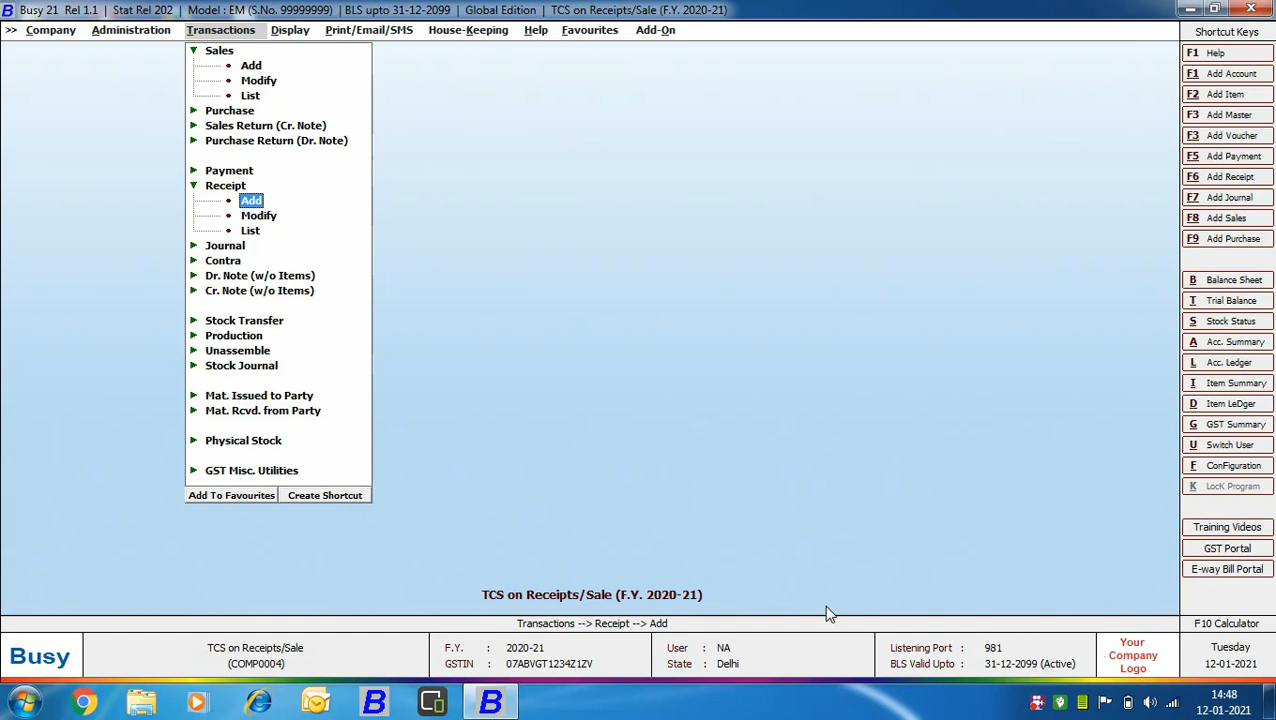 Busy 21 Rel 1.1 | Stat Rel 202 | Model : EM (S.No. 99999999) | BLS upto 31-12-2099 | Global Edition | TCS on Receipts/Sale (F.Y. 2020-21)
>> Company Administration Transactions Display Print/Email/SMS House-Keeping Help Favourites Add-On
Sales
Add
Modify
List
Purchase
Sales Return (Cr. Note)
Purchase Return (Dr. Note)
Payment
Receipt
Add
Modify
List
Journal
Contra
Dr. Note (w/o Items)
Cr. Note (w/o Items)
Stock Transfer
Production
Unassemble
Stock Journal
Mat. Issued to Party
Mat. Rcvd. from Party
Physical Stock
GST Misc. Utilities
Add To Favourites Create Shortcut
Shortcut Keys
F1 Help
F1 Add Account
F2 Add Item
F3 Add Master
F3 Add Voucher
F5 Add Payment
F6 Add Receipt
F7 Add Journal
F8 Add Sales
F9 Add Purchase
B Balance Sheet
T Trial Balance
S Stock Status
A Acc. Summary
L Acc. Ledger
I Item Summary
D Item LeDger
G GST Summary
U Switch User
F ConFiguration
K LocK Program
Training Videos
GST Portal
E-way Bill Portal
TCS on Receipts/Sale (F.Y. 2020-21)
Transactions --> Receipt --> Add
F10 Calculator
Busy
TCS on Receipts/Sale
(COMP0004)
F.Y. : 2020-21
GSTIN : 07ABVGT1234Z1ZV
User : NA
State : Delhi
Listening Port : 981
BLS Valid Upto : 31-12-2099 (Active)
Your
Company
Logo
Tuesday
12-01-2021
14:48
12-01-2021